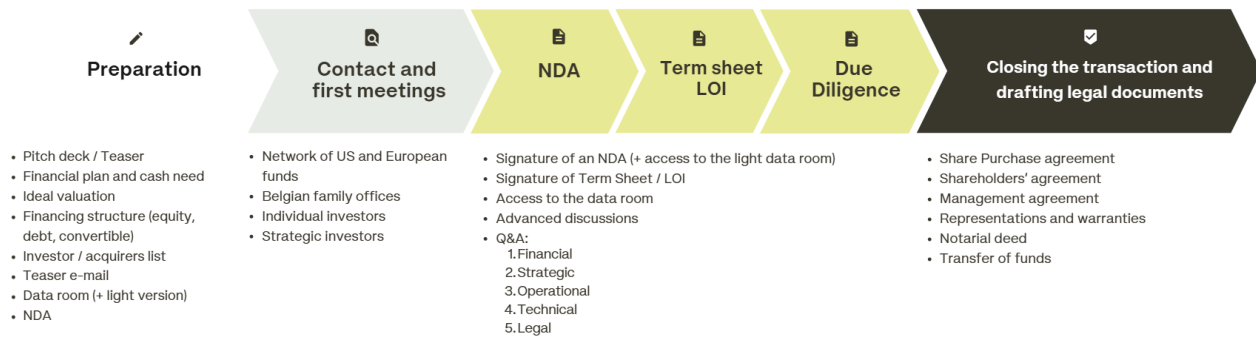 Preparation
Contact and
first meetings
NDA
Term sheet
LOI
Due
Diligence
Closing the transaction and
drafting legal documents
• Pitch deck / Teaser
• Financial plan and cash need
• Ideal valuation
• Financing structure (equity,
debt, convertible)
• Investor / acquirers list
• Teaser e-mail
• Data room (+ light version)
• NDA
• Network of US and European
funds
• Belgian family offices
• Individual investors
• Strategic investors
• Signature of an NDA (+ access to the light data room)
• Signature of Term Sheet / LOI
• Access to the data room
• Advanced discussions
• Q&A:
1. Financial
2. Strategic
3. Operational
4. Technical
5. Legal
• Share Purchase agreement
• Shareholders' agreement
• Management agreement
• Representations and warranties
• Notarial deed
• Transfer of funds